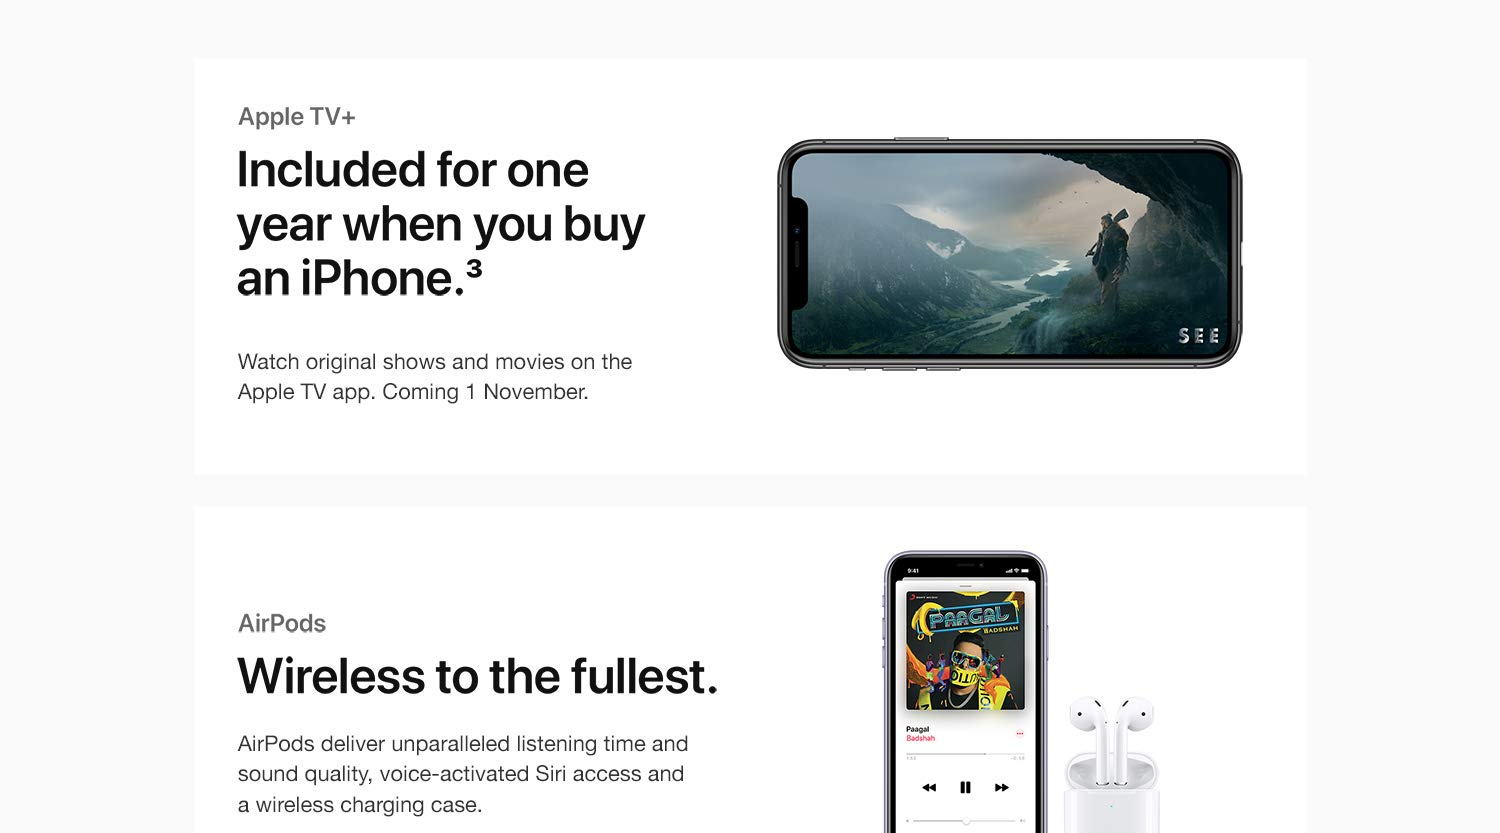 Apple TV+
Included for one
year when you buy
an iPhone.³
Watch original shows and movies on the
Apple TV app. Coming 1 November.
SEE
AirPods
Wireless to the fullest.
AirPods deliver unparalleled listening time and
sound quality, voice-activated Siri access and
a wireless charging case.
9:41
SONY MUSIC
PAAGAL
BADSHAH
Paagal
Badshah